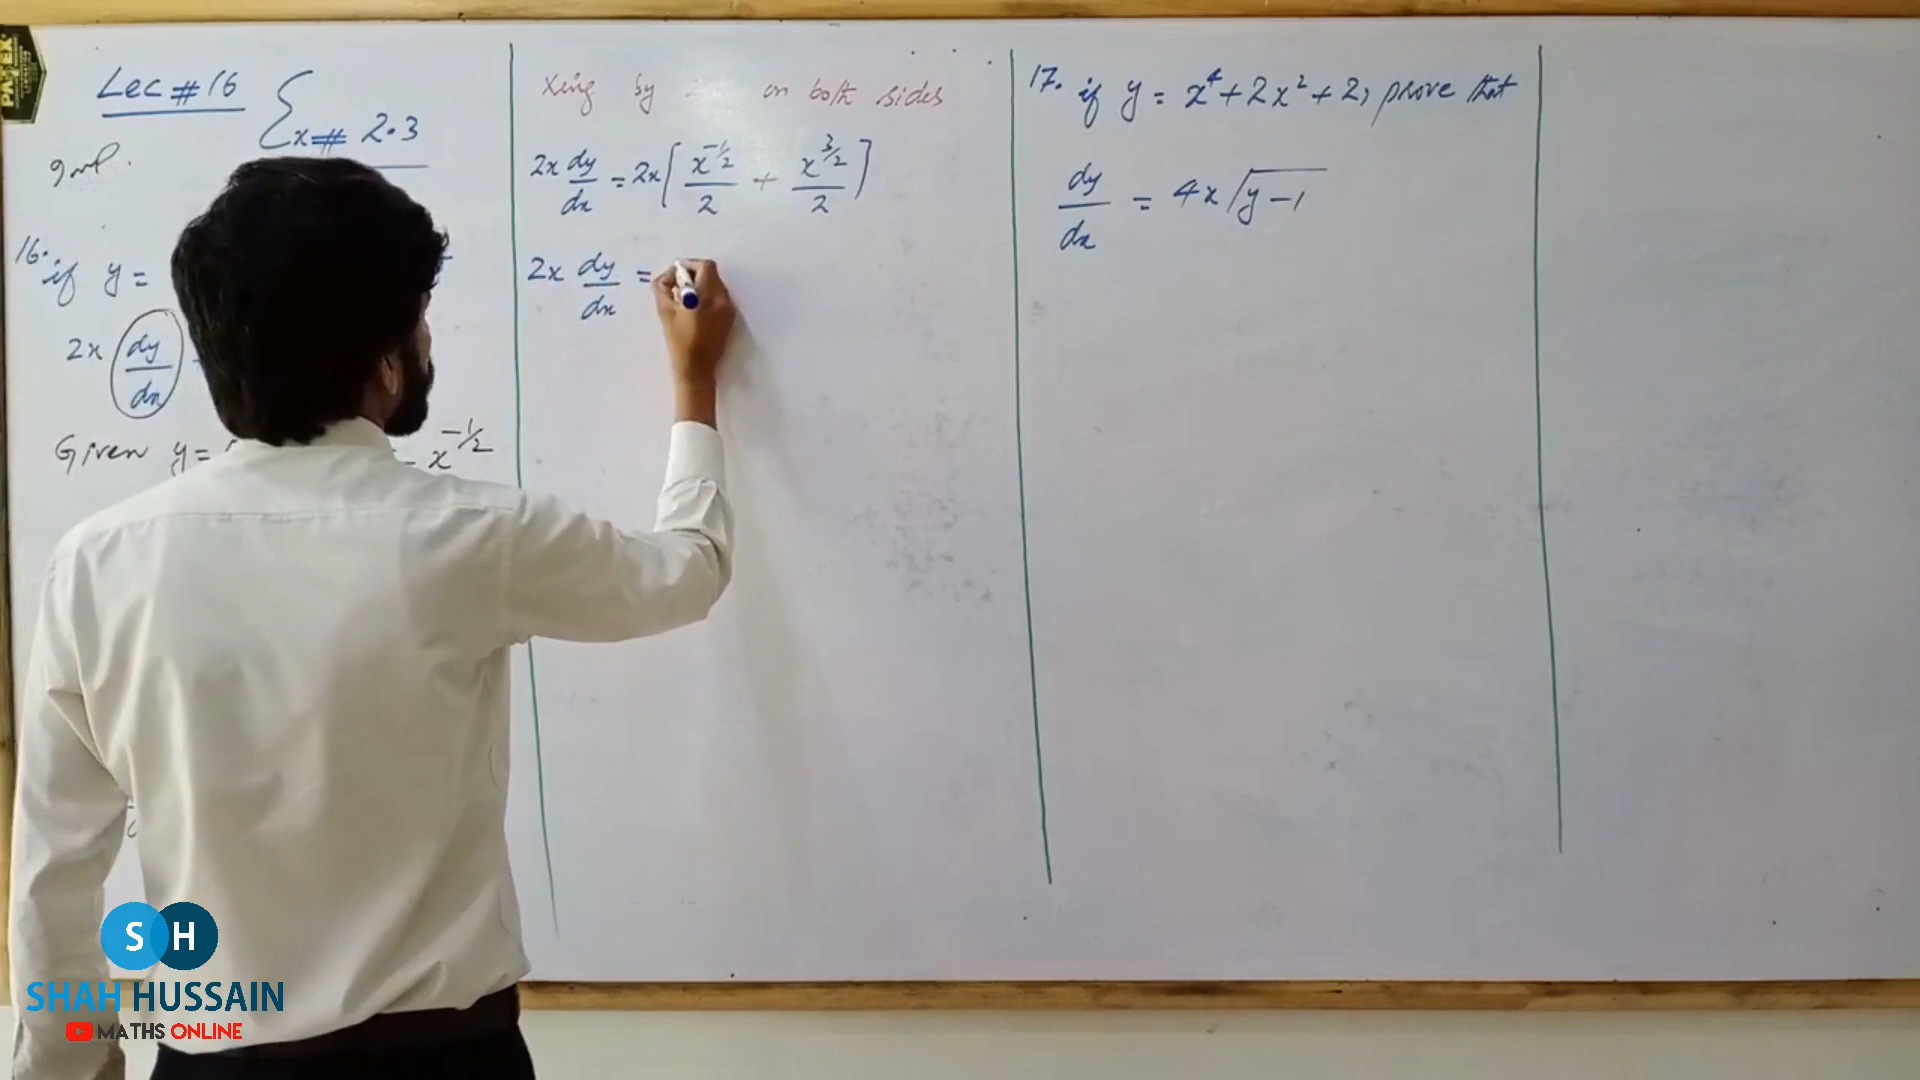 PATEX
Lec # 16
Ex # 2.3
16. if y =
2x dy/dx
Given y = - x^{-1/2}
Xing by 2x on both sides
2x dy/dx = 2x [ x^{-1/2}/2 + x^{3/2}/2 ]
2x dy/dx =
17. if y = x^4 + 2x^2 + 2, prove that
dy/dx = 4x √(y-1)
SH
SHAH HUSSAIN
MATHS ONLINE